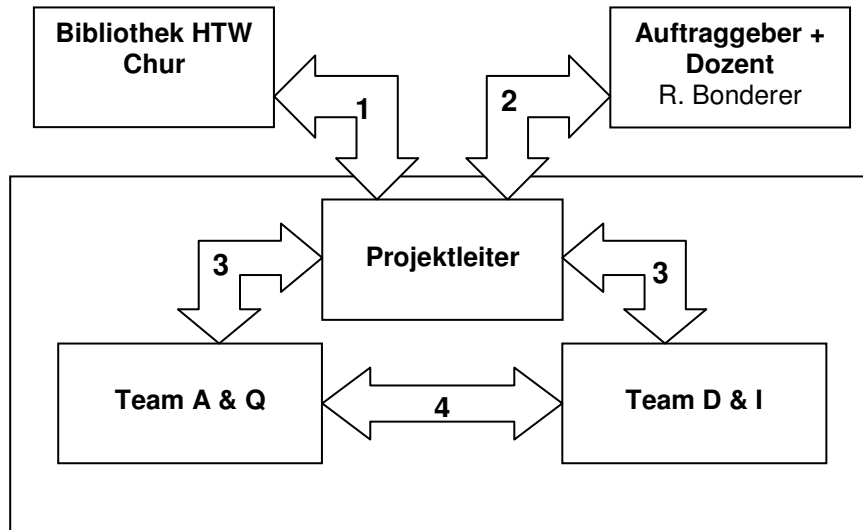 Bibliothek HTW
Chur
Auftraggeber +
Dozent
R. Bonderer
1
2
Projektleiter
3
3
Team A & Q
4
Team D & I